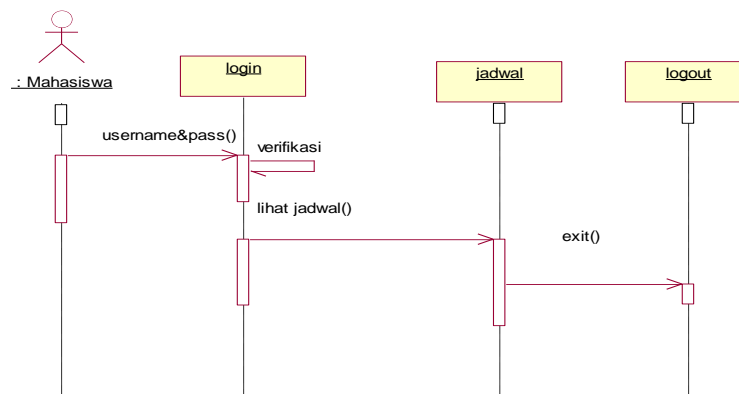 : Mahasiswa
login
jadwal
logout
username&pass()
verifikasi
lihat jadwal()
exit()